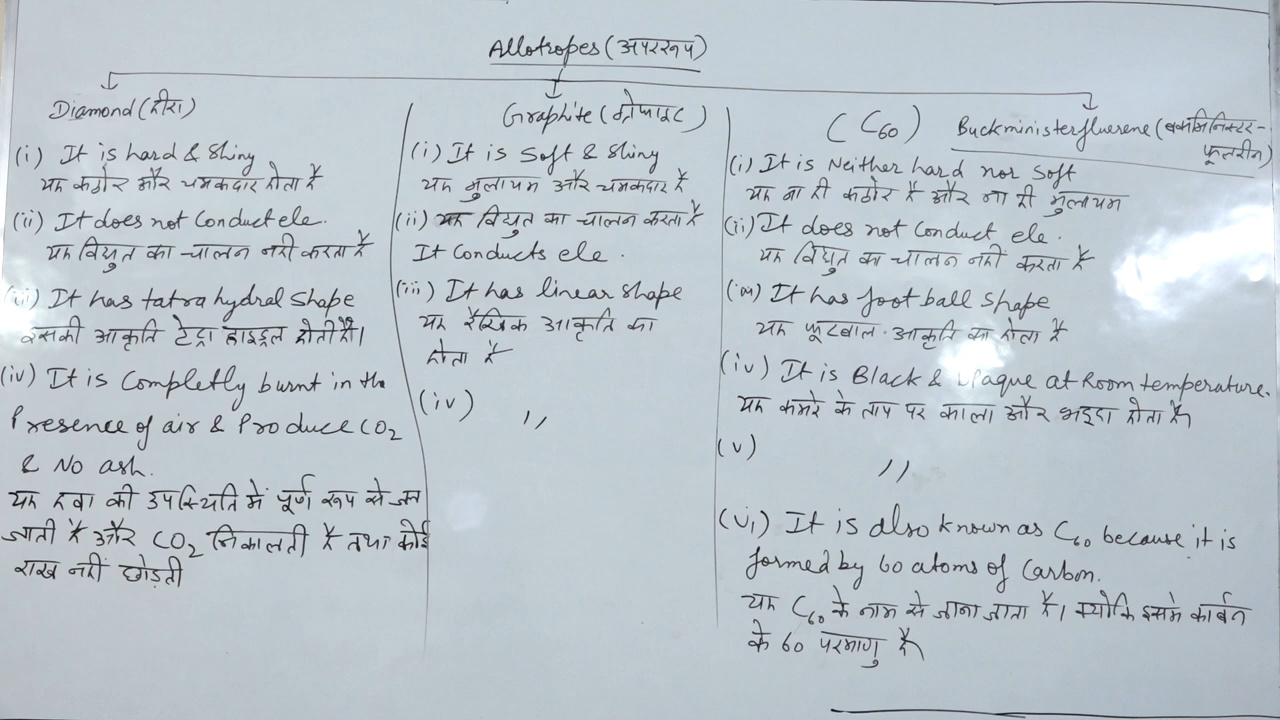 Allotropes (अपररूप)
Diamond (हीरा)
(i) It is hard & Shiny
यह कठोर और चमकदार होता है
(ii) It does not Conduct ele.
यह विद्युत का चालन नही करता है
(iii) It has tatra hydral Shape
इसकी आकृति टेट्रा हाइड्रल होती है।
(iv) It is Completly burnt in the
Presence of air & Produce CO2
& No ash.
यह हवा की उपस्थिति में पूर्ण रूप से जल
जाती है और CO2 निकालती है तथा कोई
राख नहीं छोड़ती
Graphite (ग्रेफाइट)
(i) It is Soft & Shiny
यह मुलायम और चमकदार है
(ii) यह विद्युत का चालन करता है
It Conducts ele.
(iii) It has linear Shape
यह रैखिक आकृति का
होता है
(iv) ,,
(C60) Buckministerfluerene (बकमिनिस्टर-
फूलरीन)
(i) It is Neither hard nor Soft
यह ना ही कठोर है और ना ही मुलायम
(ii) It does not Conduct ele.
यह विद्युत का चालन नही करता है
(iii) It has foot ball Shape
यह फूटबाल आकृति का होता है
(iv) It is Black & Opaque at Room temperature.
यह कमरे के ताप पर काला और भद्दा होता है
(v) ,,
(vi) It is also known as C60 because it is
formed by 60 atoms of Carbon.
यह C60 के नाम से जाना जाता है। क्योकि इसमे कार्बन
के 60 परमाणु है